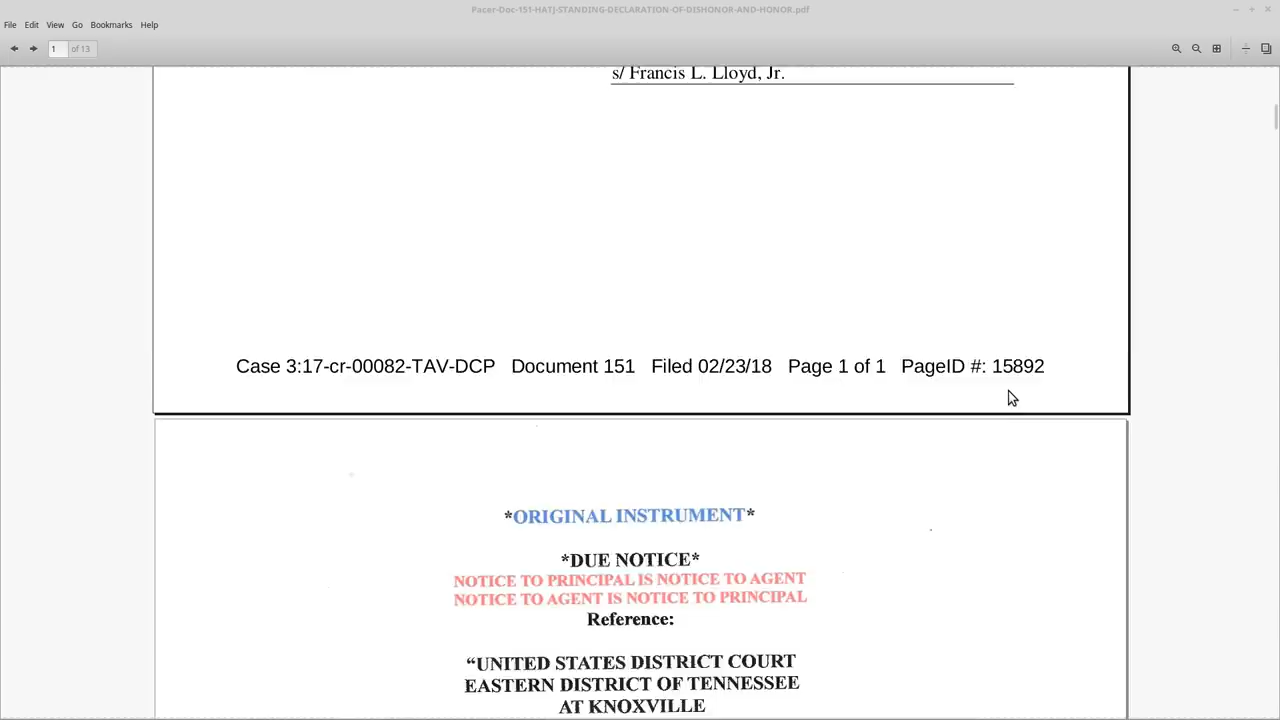 Pacer-Doc-151-HATJ-STANDING-DECLARATION-OF-DISHONOR-AND-HONOR.pdf
File Edit View Go Bookmarks Help
1 of 13
s/ Francis L. Lloyd, Jr.
Case 3:17-cr-00082-TAV-DCP Document 151 Filed 02/23/18 Page 1 of 1 PageID #: 15892
*ORIGINAL INSTRUMENT*
*DUE NOTICE*
NOTICE TO PRINCIPAL IS NOTICE TO AGENT
NOTICE TO AGENT IS NOTICE TO PRINCIPAL
Reference:
“UNITED STATES DISTRICT COURT
EASTERN DISTRICT OF TENNESSEE
AT KNOXVILLE